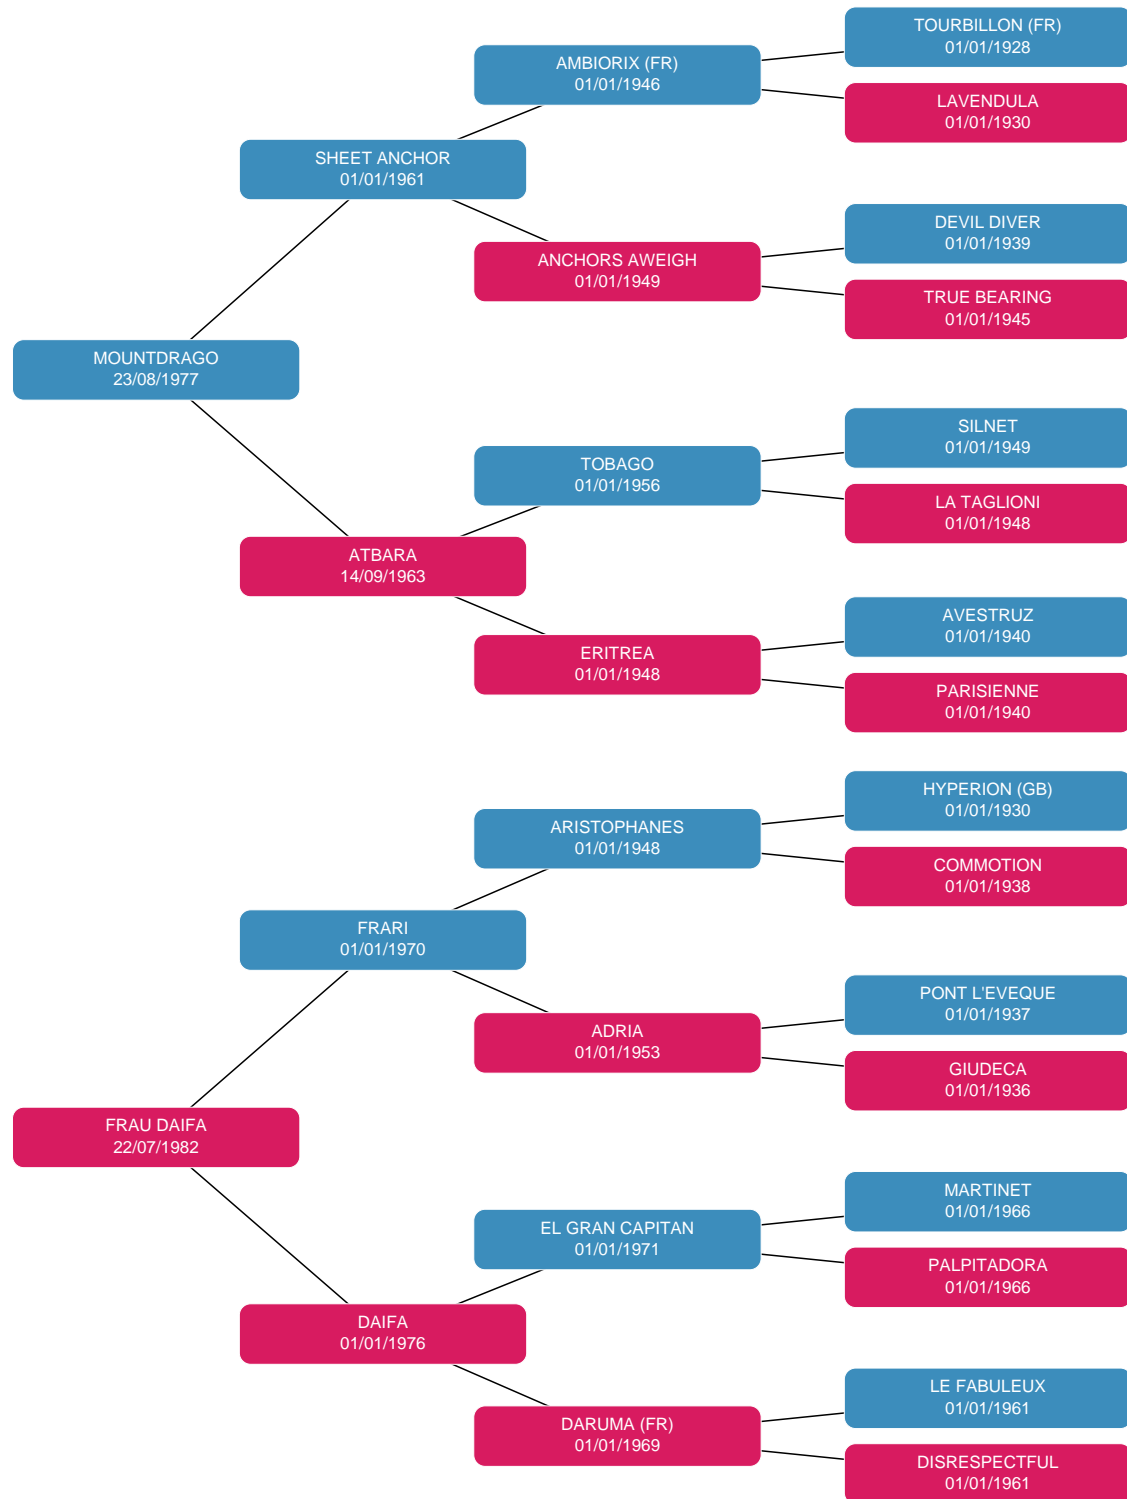 TOURBILLON (FR)
01/01/1928
AMBIORIX (FR)
01/01/1946
LAVENDULA
01/01/1930
SHEET ANCHOR
01/01/1961
DEVIL DIVER
01/01/1939
ANCHORS AWEIGH
01/01/1949
TRUE BEARING
01/01/1945
MOUNTDRAGO
23/08/1977
SILNET
01/01/1949
TOBAGO
01/01/1956
LA TAGLIONI
01/01/1948
ATBARA
14/09/1963
AVESTRUZ
01/01/1940
ERITREA
01/01/1948
PARISIENNE
01/01/1940
HYPERION (GB)
01/01/1930
ARISTOPHANES
01/01/1948
COMMOTION
01/01/1938
FRARI
01/01/1970
PONT L'EVEQUE
01/01/1937
ADRIA
01/01/1953
GIUDECA
01/01/1936
FRAU DAIFA
22/07/1982
MARTINET
01/01/1966
EL GRAN CAPITAN
01/01/1971
PALPITADORA
01/01/1966
DAIFA
01/01/1976
LE FABULEUX
01/01/1961
DARUMA (FR)
01/01/1969
DISRESPECTFUL
01/01/1961